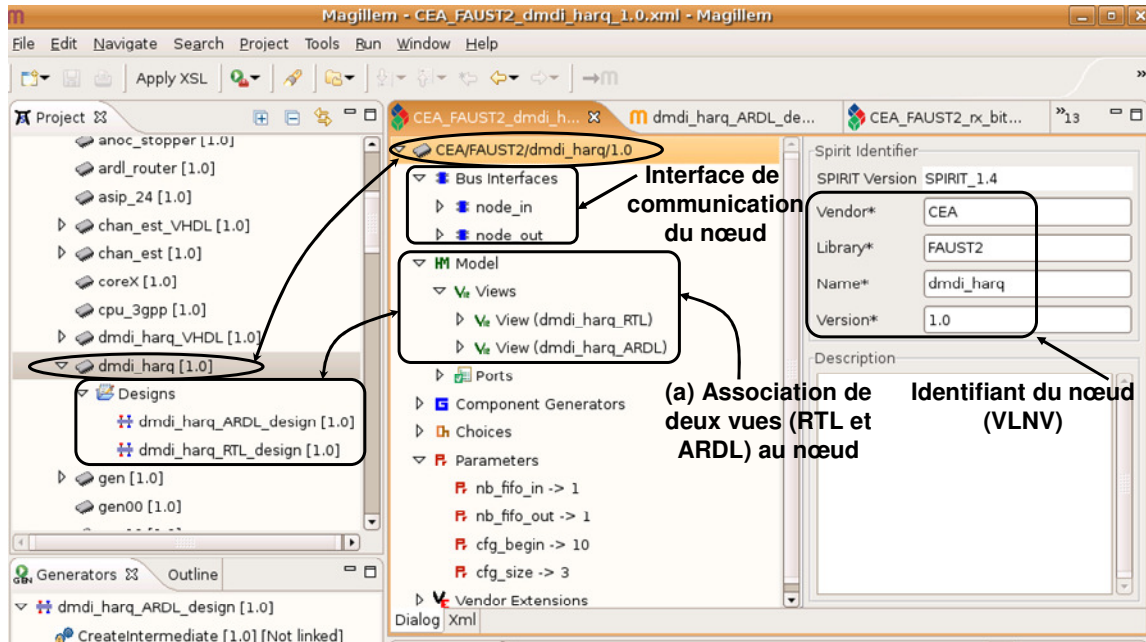 Magillem - CEA_FAUST2_dmdi_harq_1.0.xml - Magillem
File Edit Navigate Search Project Tools Run Window Help
Apply XSL
Project
anoc_stopper [1.0]
ardl_router [1.0]
asip_24 [1.0]
chan_est_VHDL [1.0]
chan_est [1.0]
coreX [1.0]
cpu_3gpp [1.0]
dmdi_harq_VHDL [1.0]
dmdi_harq [1.0]
Designs
dmdi_harq_ARDL_design [1.0]
dmdi_harq_RTL_design [1.0]
gen [1.0]
gen00 [1.0]
Generators Outline
dmdi_harq_ARDL_design [1.0]
CreateIntermediate [1.0] [Not linked]
CEA_FAUST2_dmdi_h... dmdi_harq_ARDL_de... CEA_FAUST2_rx_bit... »13
CEA/FAUST2/dmdi_harq/1.0
Bus Interfaces
node_in
node_out
Model
Views
View (dmdi_harq_RTL)
View (dmdi_harq_ARDL)
Ports
Component Generators
Choices
Parameters
nb_fifo_in -> 1
nb_fifo_out -> 1
cfg_begin -> 10
cfg_size -> 3
Vendor Extensions
Dialog Xml
Interface de
communication
du nœud
(a) Association de
deux vues (RTL et
ARDL) au nœud
Spirit Identifier
SPIRIT Version SPIRIT_1.4
Vendor* CEA
Library* FAUST2
Name* dmdi_harq
Version* 1.0
Description
Identifiant du nœud
(VLNV)